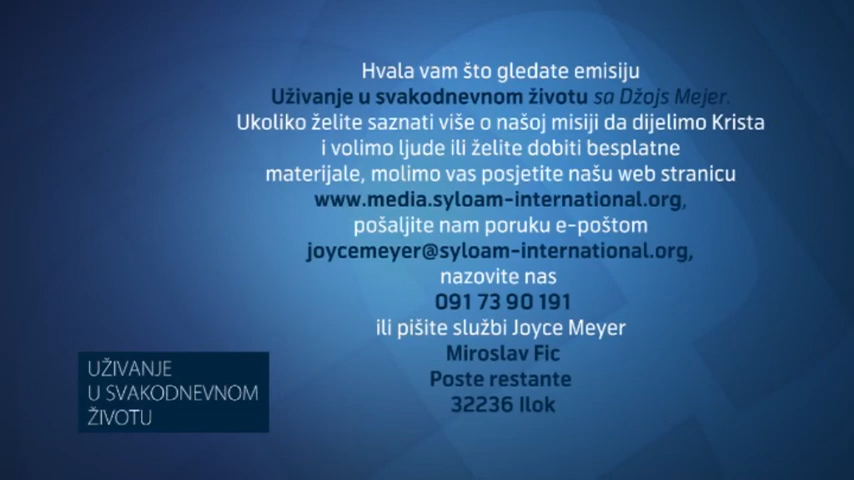 Hvala vam što gledate emisiju
Uživanje u svakodnevnom životu sa Džojs Mejer.
Ukoliko želite saznati više o našoj misiji da dijelimo Krista
i volimo ljude ili želite dobiti besplatne
materijale, molimo vas posjetite našu web stranicu
www.media.syloam-international.org,
pošaljite nam poruku e-poštom
joycemeyer@syloam-international.org,
nazovite nas
091 73 90 191
ili pišite službi Joyce Meyer
Miroslav Fic
Poste restante
32236 Ilok
UŽIVANJE
U SVAKODNEVNOM
ŽIVOTU